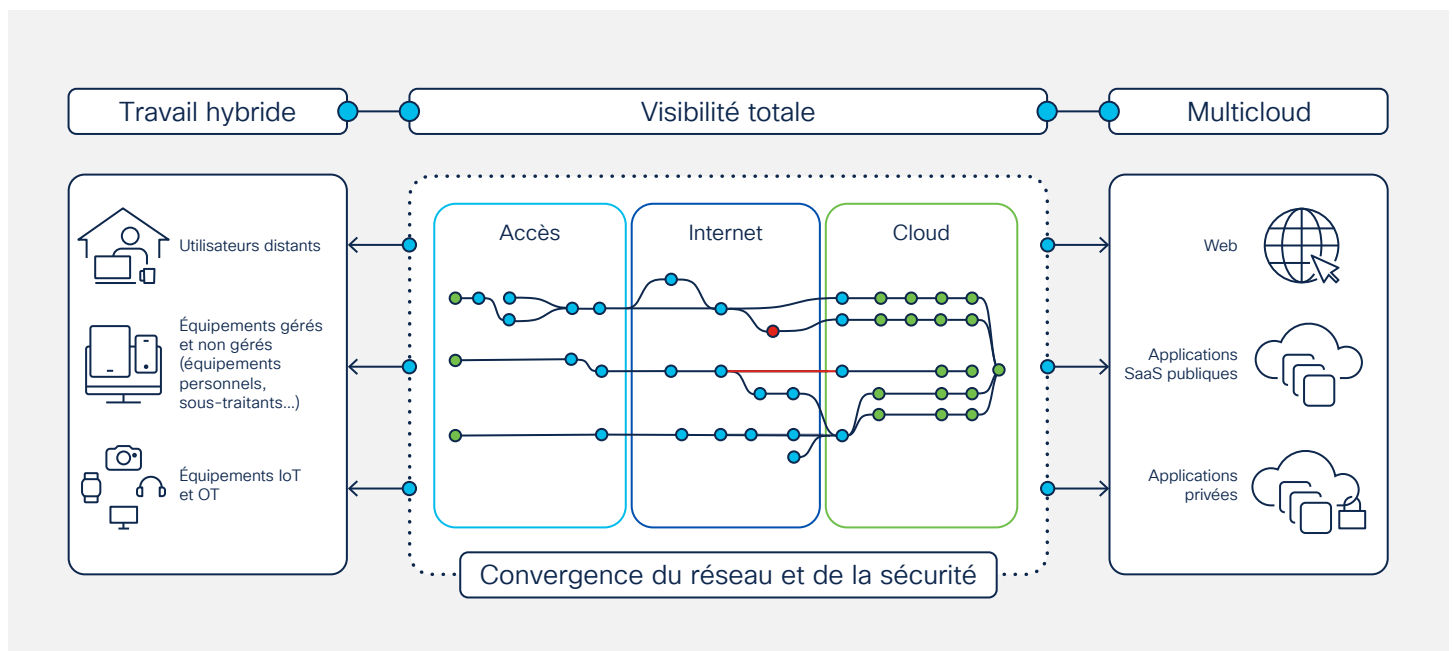 Travail hybride
Visibilité totale
Multicloud
Utilisateurs distants
Équipements gérés
et non gérés
(équipements
personnels,
sous-traitants...)
Équipements IoT
et OT
Accès
Internet
Cloud
Convergence du réseau et de la sécurité
Web
Applications
SaaS publiques
Applications
privées